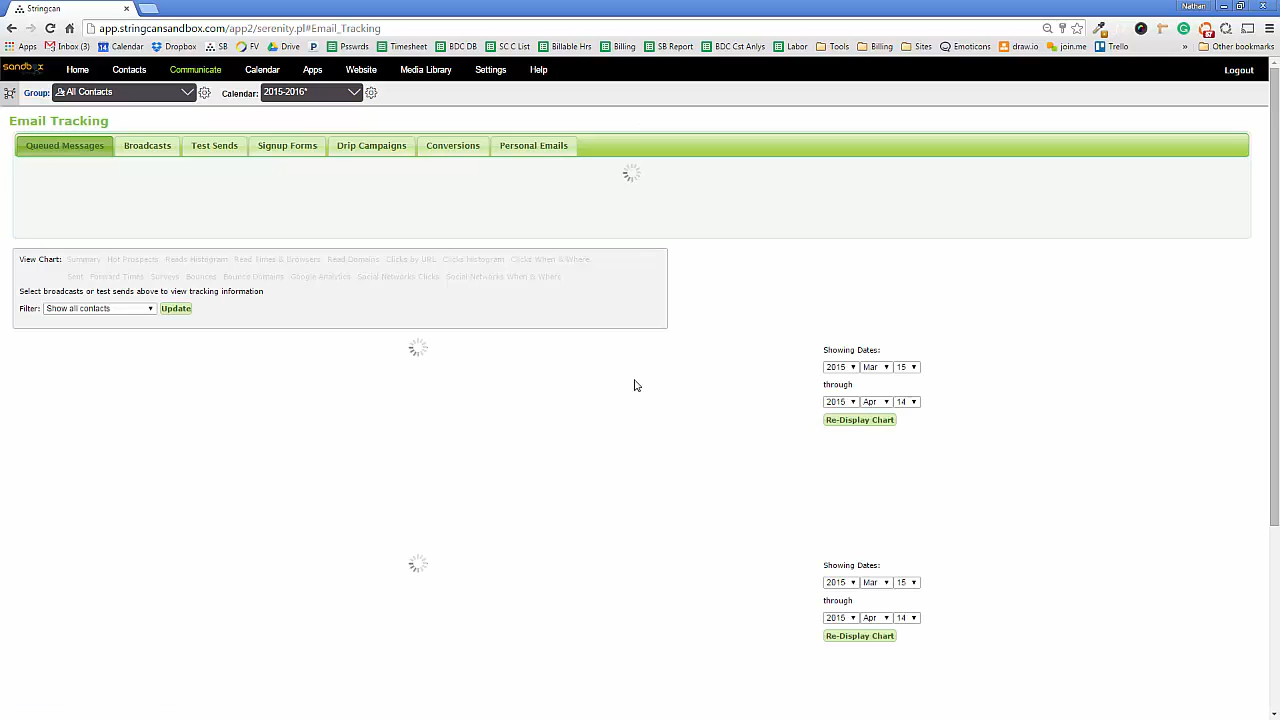 Stringcan
Nathan
app.stringcansandbox.com/app2/serenity.pl#Email_Tracking
Apps Inbox (3) Calendar Dropbox SB FV Drive Psswrds Timesheet BDC DB SC C List Billable Hrs Billing SB Report BDC Cst Anlys Labor Tools Billing Sites Emoticons draw.io join.me Trello » Other bookmarks
sandbox Home Contacts Communicate Calendar Apps Website Media Library Settings Help Logout
Group: All Contacts Calendar: 2015-2016*
Email Tracking
Queued Messages Broadcasts Test Sends Signup Forms Drip Campaigns Conversions Personal Emails
View Chart: Summary Hot Prospects Reads Histogram Read Times & Browsers Read Domains Clicks by URL Clicks Histogram Clicks When & Where
Sent Forward Times Surveys Bounces Bounce Domains Google Analytics Social Networks Clicks Social Networks When & Where
Select broadcasts or test sends above to view tracking information
Filter: Show all contacts Update
Showing Dates:
2015 Mar 15
through
2015 Apr 14
Re-Display Chart
Showing Dates:
2015 Mar 15
through
2015 Apr 14
Re-Display Chart